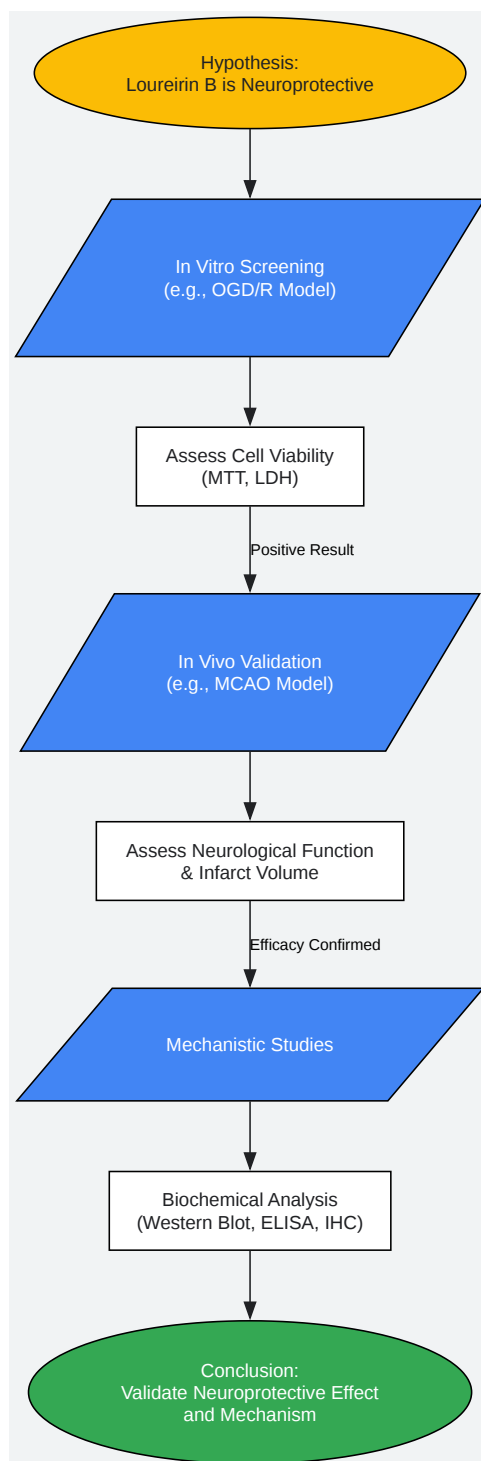 Hypothesis:
Loureirin B is Neuroprotective
In Vitro Screening
(e.g., OGD/R Model)
Assess Cell Viability
(MTT, LDH)
Positive Result
In Vivo Validation
(e.g., MCAO Model)
Assess Neurological Function
& Infarct Volume
Efficacy Confirmed
Mechanistic Studies
Biochemical Analysis
(Western Blot, ELISA, IHC)
Conclusion:
Validate Neuroprotective Effect
and Mechanism